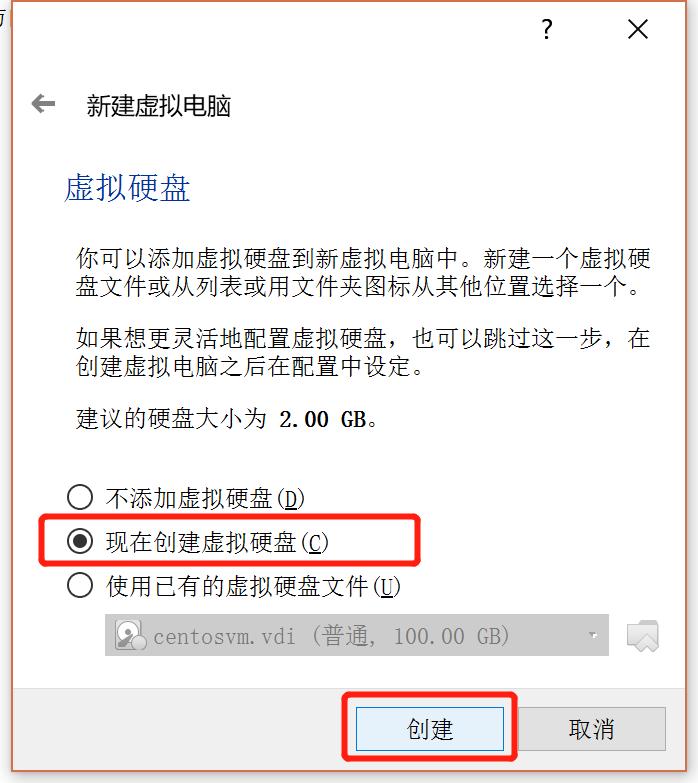 ?
新建虚拟电脑
虚拟硬盘
你可以添加虚拟硬盘到新虚拟电脑中。新建一个虚拟硬
盘文件或从列表或用文件夹图标从其他位置选择一个。
如果想更灵活地配置虚拟硬盘，也可以跳过这一步，在
创建虚拟电脑之后在配置中设定。
建议的硬盘大小为 2.00 GB。
不添加虚拟硬盘(D)
现在创建虚拟硬盘(C)
使用已有的虚拟硬盘文件(U)
centosvm.vdi (普通, 100.00 GB)
创建 取消